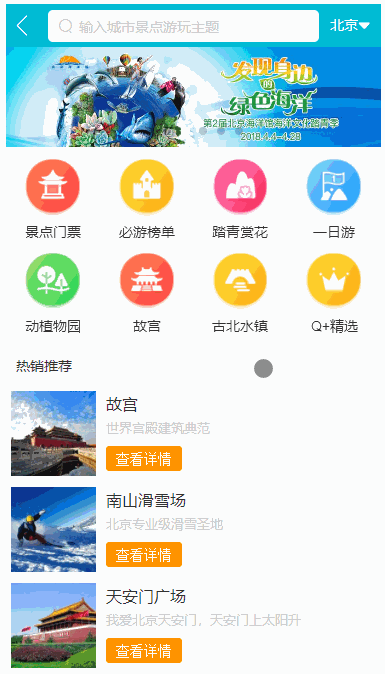 输入城市景点游玩主题
北京
发现身边
的
绿色海洋
第2届北京海洋馆海洋文化踏青季
2018.4.4-4.28
景点门票
必游榜单
踏青赏花
一日游
动植物园
故宫
古北水镇
Q+精选
热销推荐
故宫
世界宫殿建筑典范
查看详情
南山滑雪场
北京专业级滑雪圣地
查看详情
天安门广场
我爱北京天安门，天安门上太阳升
查看详情